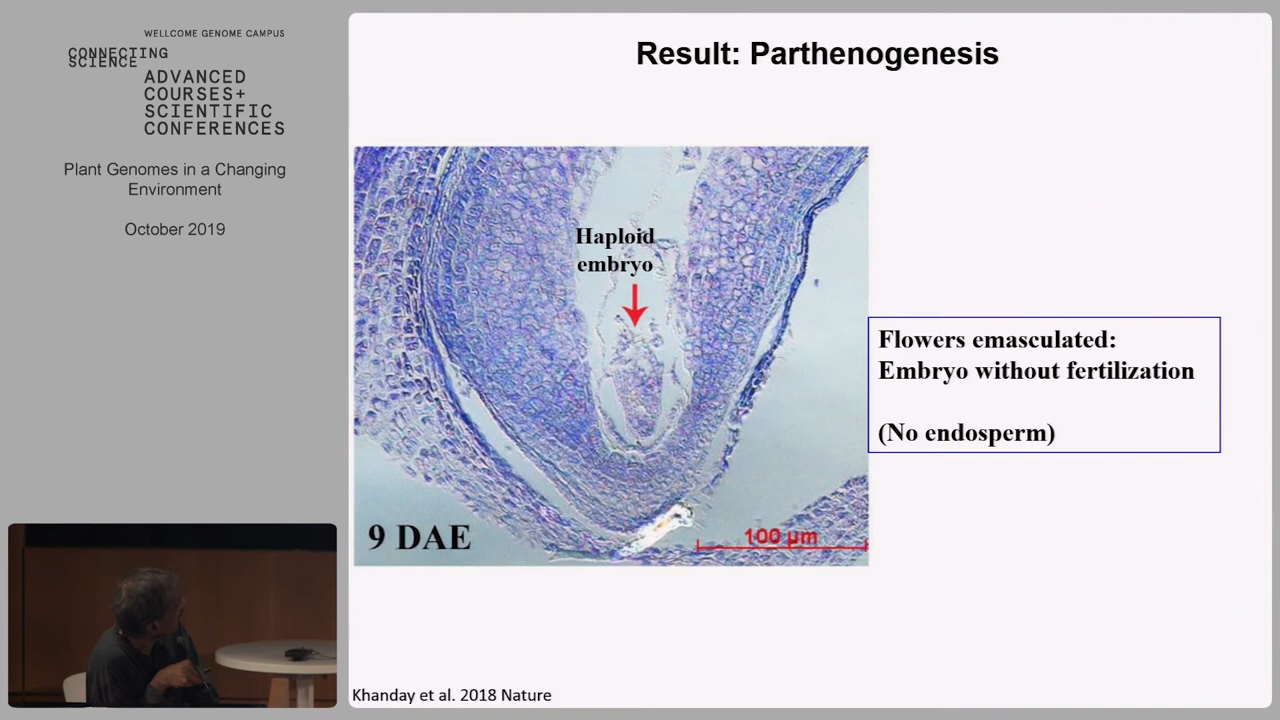 WELLCOME GENOME CAMPUS
CONNECTING
SCIENCE
ADVANCED
COURSES+
SCIENTIFIC
CONFERENCES
Plant Genomes in a Changing
Environment
October 2019
Result: Parthenogenesis
Haploid
embryo
Flowers emasculated:
Embryo without fertilization
(No endosperm)
9 DAE
100 µm
Khanday et al. 2018 Nature